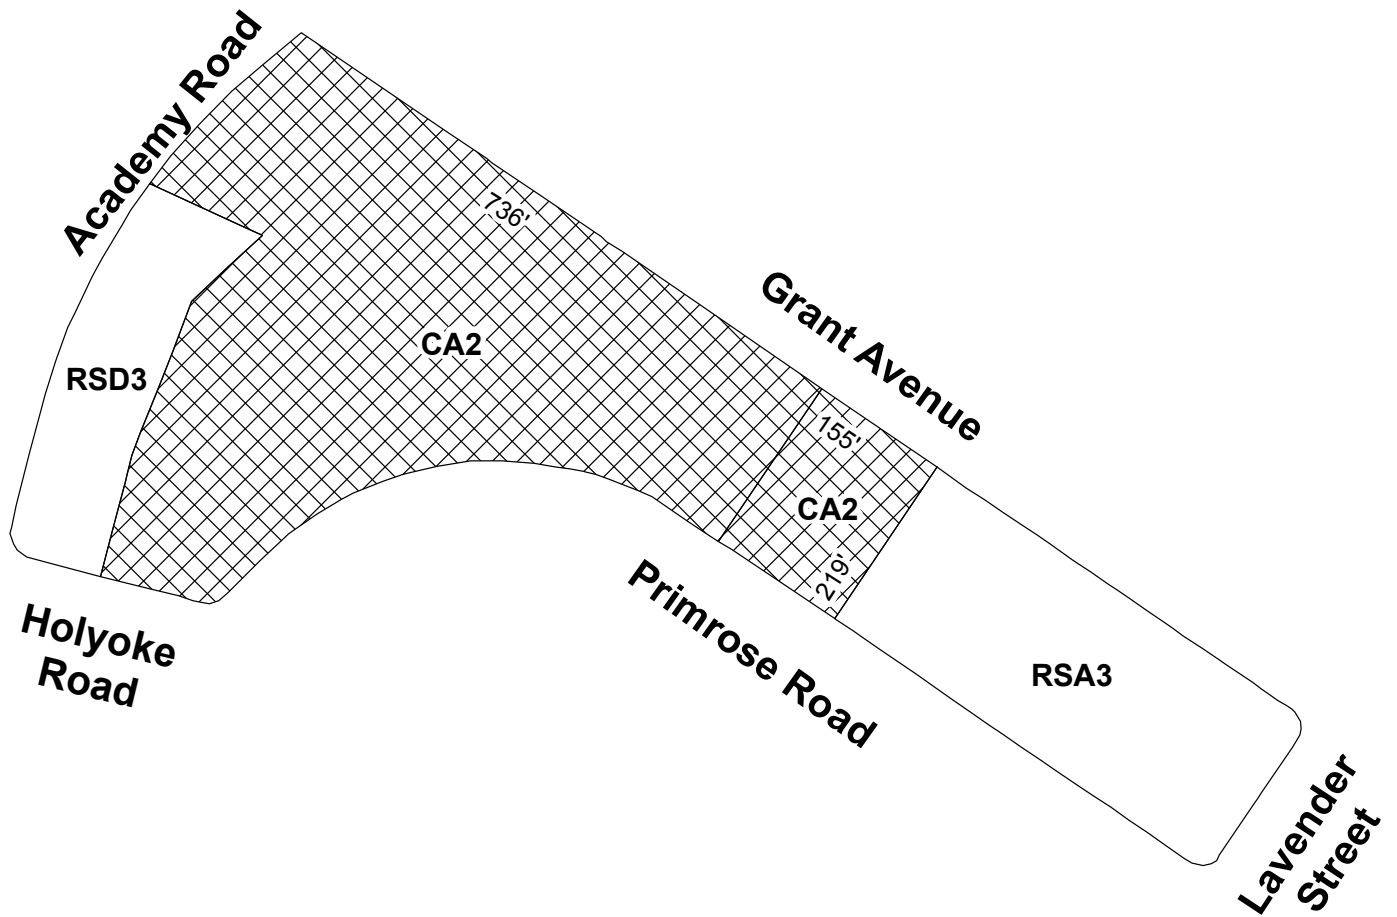 Academy Road
736'
Grant Avenue
CA2
RSD3
155'
CA2
219'
Primrose Road
Holyoke
Road
RSA3
Lavender
Street